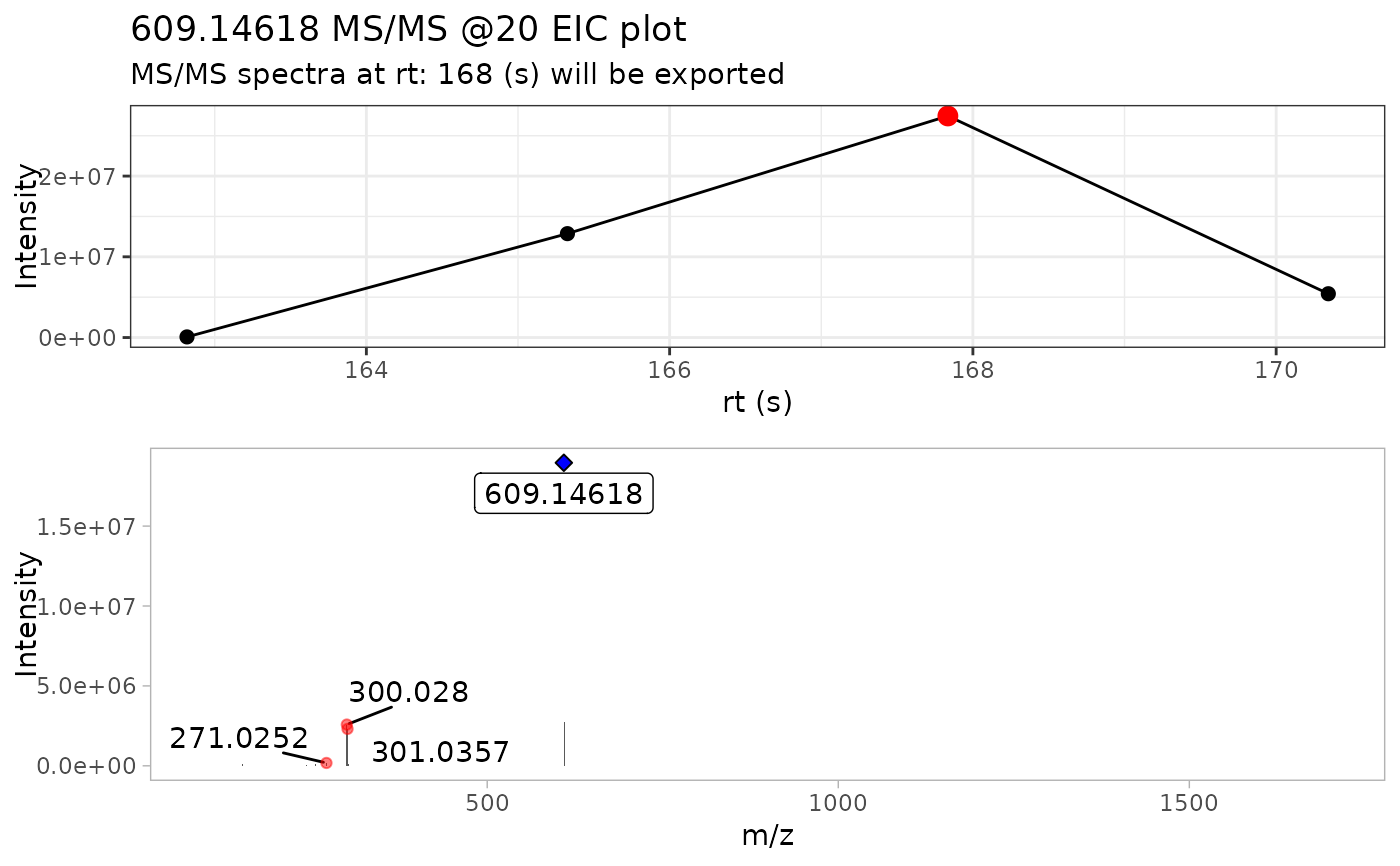 609.14618 MS/MS @20 EIC plot
MS/MS spectra at rt: 168 (s) will be exported
Intensity
2e+07
1e+07
0e+00
164 166 168 170
rt (s)
609.14618
Intensity
1.5e+07
1.0e+07
5.0e+06
0.0e+00
300.028
271.0252
301.0357
500 1000 1500
m/z